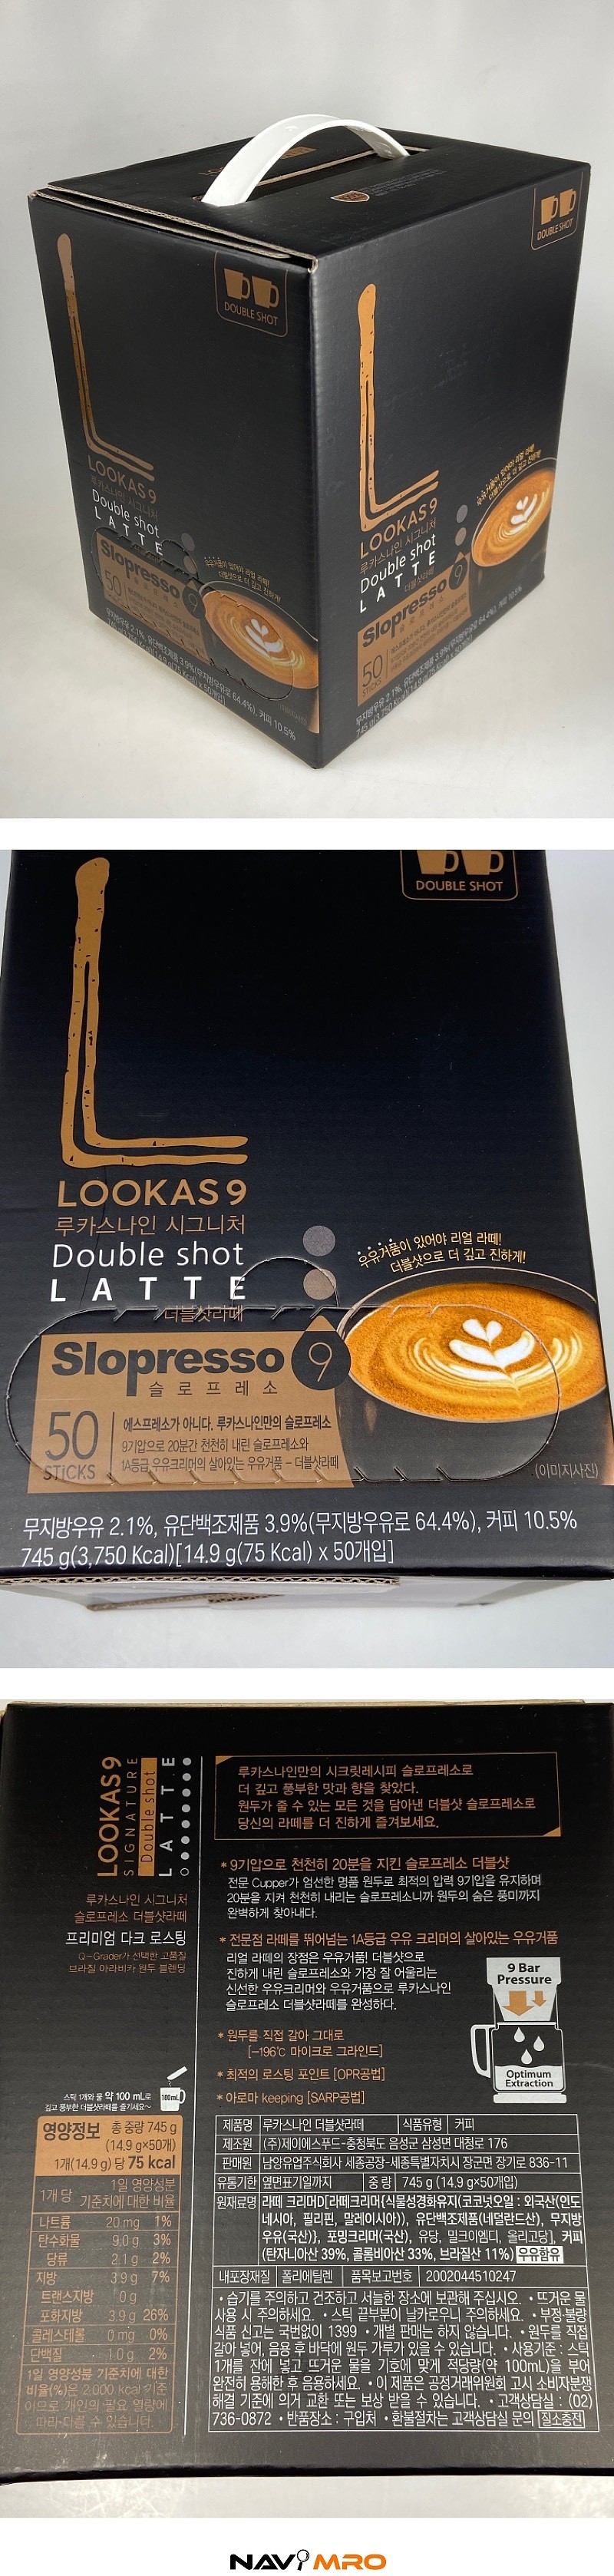 DOUBLE SHOT
DOUBLE SHOT
LOOKAS 9
루카스나인 시그니처
Double shot
LATTE
Slopresso 9
50
LOOKAS 9
루카스나인 시그니처
Double shot
LATTE
더블샷라떼
Slopresso 9
50
STICKS
DOUBLE SHOT
LOOKAS 9
루카스나인 시그니처
Double shot
LATTE
더블샷라떼
우유거품이 있어야 리얼 라떼!
더블샷으로 더 깊고 진하게!
Slopresso 9
슬로프레소
50
STiCKS
에스프레소가 아니다. 루카스나인만의 슬로프레소
9기압으로 20분간 천천히 내린 슬로프레소와
1A등급 우유크리머의 살아있는 우유거품 - 더블샷라떼
(이미지사진)
무지방우유 2.1%, 유단백조제품 3.9%(무지방우유로 64.4%), 커피 10.5%
745 g(3,750 Kcal)[14.9 g(75 Kcal) x 50개입]
LOOKAS 9
SIGNATURE
Double shot
LATTE
루카스나인 시그니처
슬로프레소 더블샷라떼
프리미엄 다크 로스팅
Q-Grader가 선택한 고품질
브라질 아라비카 원두 블렌딩
루카스나인만의 시크릿레시피 슬로프레소로
더 깊고 풍부한 맛과 향을 찾았다.
원두가 줄 수 있는 모든 것을 담아낸 더블샷 슬로프레소로
당신의 라떼를 더 진하게 즐겨보세요.
* 9기압으로 천천히 20분을 지킨 슬로프레소 더블샷
전문 Cupper가 엄선한 명품 원두로 최적의 압력 9기압을 유지하며
20분을 지켜 천천히 내리는 슬로프레소니까 원두의 숨은 풍미까지
완벽하게 찾아낸다.
* 전문점 라떼를 뛰어넘는 1A등급 우유 크리머의 살아있는 우유거품
리얼 라떼의 장점은 우유거품! 더블샷으로
진하게 내린 슬로프레소와 가장 잘 어울리는
신선한 우유크리머와 우유거품으로 루카스나인
슬로프레소 더블샷라떼를 완성하다.
* 원두를 직접 갈아 그대로
[-196℃ 마이크로 그라인드]
* 최적의 로스팅 포인트 [OPR공법]
* 아로마 keeping [SARP공법]
9 Bar
Pressure
Optimum
Extraction
스틱 1개와 물 약 100 mL로
깊고 풍부한 더블샷라떼를 즐기세요~
100mL
영양정보 총 중량 745 g
(14.9 g×50개)
1개(14.9 g) 당 75 kcal
1개 당 1일 영양성분
기준치에 대한 비율
나트륨 20 mg 1%
탄수화물 9.0 g 3%
당류 2.1 g 2%
지방 3.9 g 7%
트랜스지방 0 g
포화지방 3.9 g 26%
콜레스테롤 0 mg 0%
단백질 1.0 g 2%
1일 영양성분 기준치에 대한
비율(%)은 2,000 kcal 기준
이므로 개인의 필요 열량에
따라 다를 수 있습니다.
제품명 루카스나인 더블샷라떼 식품유형 커피
제조원 (주)제이에스푸드-충청북도 음성군 삼성면 대청로 176
판매원 남양유업주식회사 세종공장-세종특별자치시 장군면 장기로 836-11
유통기한 옆면표기일까지 중 량 745 g (14.9 g×50개입)
원재료명 라떼 크리머D[라떼크리머{식물성경화유지(코코넛오일 : 외국산(인도
네시아, 필리핀, 말레이시아)), 유단백조제품(네덜란드산), 무지방
우유(국산)}, 포밍크리머(국산), 유당, 밀크이엠디, 올리고당], 커피
(탄자니아산 39%, 콜롬비아산 33%, 브라질산 11%) 우유함유
내포장재질 폴리에틸렌 품목보고번호 2002044510247
• 습기를 주의하고 건조하고 서늘한 장소에 보관해 주십시오. • 뜨거운 물
사용 시 주의하세요. • 스틱 끝부분이 날카로우니 주의하세요. • 부정·불량
식품 신고는 국번없이 1399 • 개별 판매는 하지 않습니다. • 원두를 직접
갈아 넣어, 음용 후 바닥에 원두 가루가 있을 수 있습니다. • 사용기준 : 스틱
1개를 잔에 넣고 뜨거운 물을 기호에 맞게 적당량(약 100mL)을 부어
완전히 용해한 후 음용하세요. • 이 제품은 공정거래위원회 고시 소비자분쟁
해결 기준에 의거 교환 또는 보상 받을 수 있습니다. • 고객상담실 : (02)
736-0872 • 반품장소 : 구입처 • 환불절차는 고객상담실 문의 질소충전
NAVIMRO